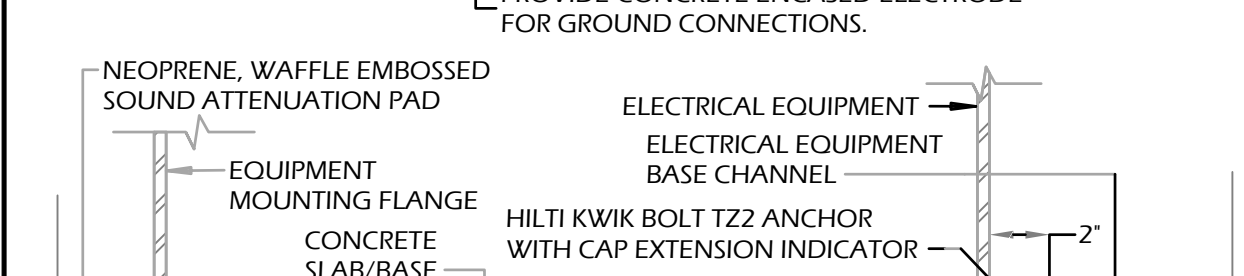 PROVIDE CONCRETE ENCASED ELECTRODE
FOR GROUND CONNECTIONS.
NEOPRENE, WAFFLE EMBOSSED
SOUND ATTENUATION PAD
EQUIPMENT
MOUNTING FLANGE
CONCRETE
SLAB/BASE
ELECTRICAL EQUIPMENT
ELECTRICAL EQUIPMENT
BASE CHANNEL
HILTI KWIK BOLT TZ2 ANCHOR
WITH CAP EXTENSION INDICATOR
2"